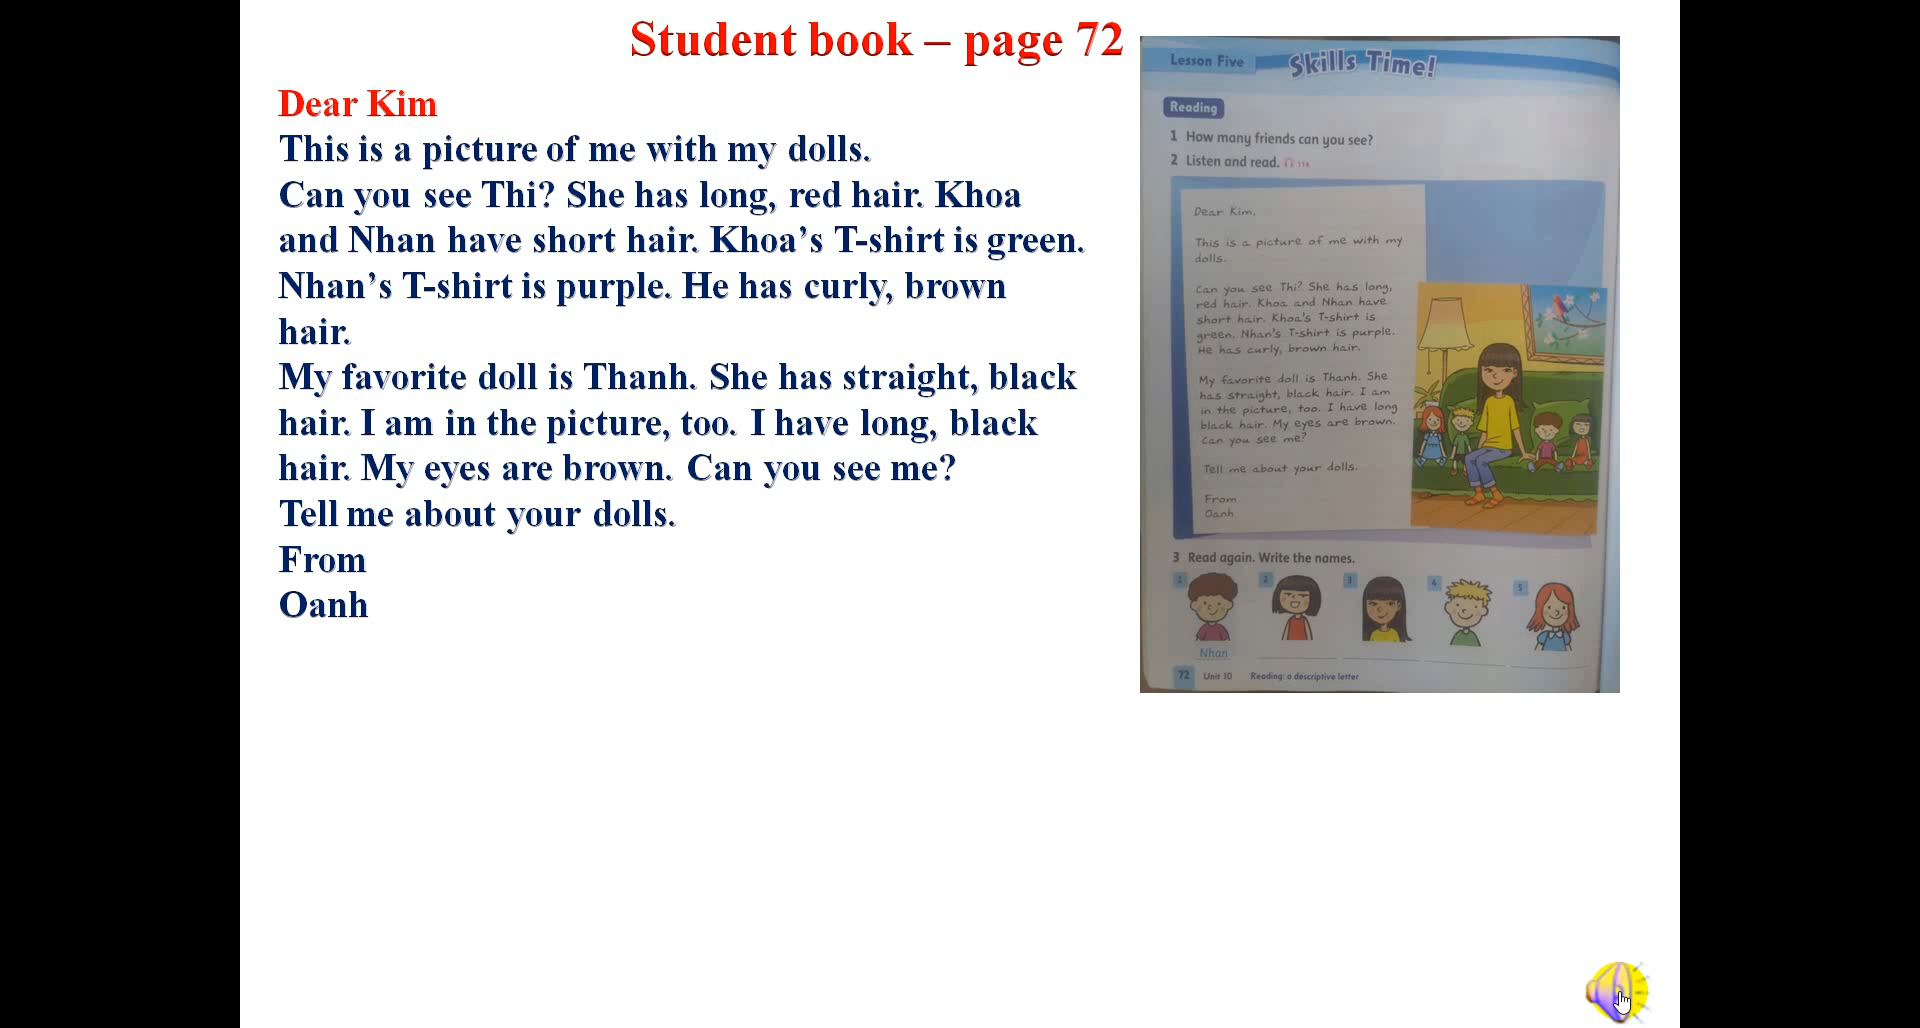 Student book – page 72
Dear Kim
This is a picture of me with my dolls.
Can you see Thi? She has long, red hair. Khoa
and Nhan have short hair. Khoa’s T-shirt is green.
Nhan’s T-shirt is purple. He has curly, brown
hair.
My favorite doll is Thanh. She has straight, black
hair. I am in the picture, too. I have long, black
hair. My eyes are brown. Can you see me?
Tell me about your dolls.
From
Oanh
Lesson Five
Skills Time!
Reading
1 How many friends can you see?
2 Listen and read. 114
Dear Kim,
This is a picture of me with my
dolls.
Can you see Thi? She has long,
red hair. Khoa and Nhan have
short hair. Khoa's T-shirt is
green. Nhan's T-shirt is purple.
He has curly, brown hair.
My favorite doll is Thanh. She
has straight, black hair. I am
in the picture, too. I have long
black hair. My eyes are brown.
Can you see me?
Tell me about your dolls.
From
Oanh
3 Read again. Write the names.
1 2 3 4 5
Nhan
72 Unit 10 Reading: a descriptive letter